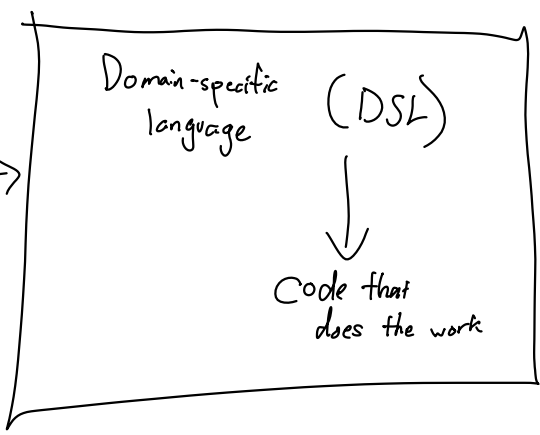 Domain-specific
language
(DSL)
Code that
does the work